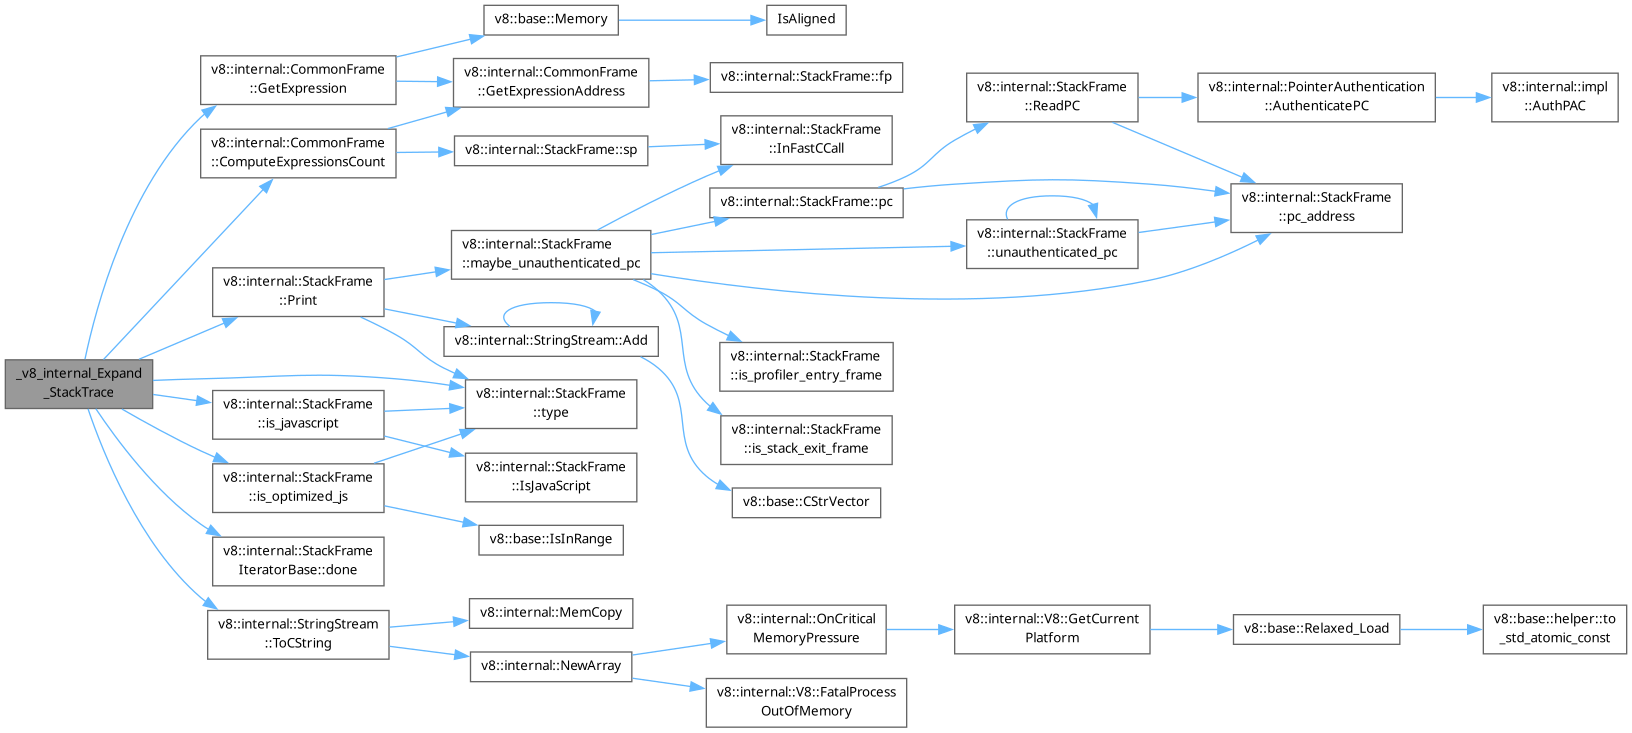 v8::base::Memory
IsAligned
v8::internal::CommonFrame
::GetExpression
v8::internal::CommonFrame
::GetExpressionAddress
v8::internal::StackFrame::fp
v8::internal::StackFrame
::ReadPC
v8::internal::PointerAuthentication
::AuthenticatePC
v8::internal::impl
::AuthPAC
v8::internal::CommonFrame
::ComputeExpressionsCount
v8::internal::StackFrame::sp
v8::internal::StackFrame
::InFastCCall
v8::internal::StackFrame::pc
v8::internal::StackFrame
::pc_address
v8::internal::StackFrame
::maybe_unauthenticated_pc
v8::internal::StackFrame
::unauthenticated_pc
v8::internal::StackFrame
::Print
v8::internal::StringStream::Add
v8::internal::StackFrame
::is_profiler_entry_frame
_v8_internal_Expand
_StackTrace
v8::internal::StackFrame
::is_javascript
v8::internal::StackFrame
::type
v8::internal::StackFrame
::is_stack_exit_frame
v8::internal::StackFrame
::is_optimized_js
v8::internal::StackFrame
::IsJavaScript
v8::base::CStrVector
v8::internal::StackFrame
IteratorBase::done
v8::base::IsInRange
v8::internal::StringStream
::ToCString
v8::internal::MemCopy
v8::internal::NewArray
v8::internal::OnCritical
MemoryPressure
v8::internal::V8::GetCurrent
Platform
v8::base::Relaxed_Load
v8::base::helper::to
_std_atomic_const
v8::internal::V8::FatalProcess
OutOfMemory